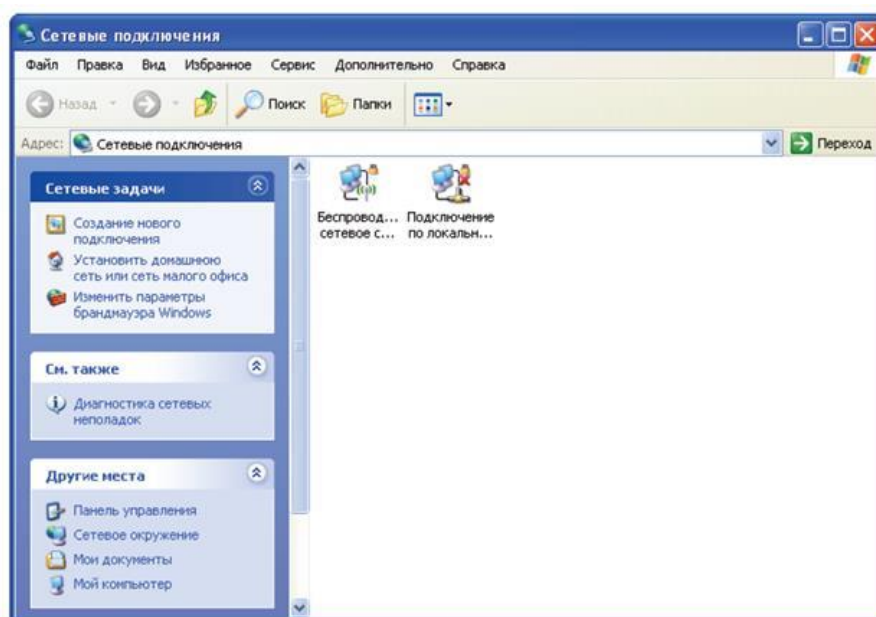 Сетевые подключения
Файл Правка Вид Избранное Сервис Дополнительно Справка
Назад Поиск Папки
Адрес: Сетевые подключения Переход
Сетевые задачи
Создание нового
подключения
Установить домашнюю
сеть или сеть малого офиса
Изменить параметры
брандмауэра Windows
См. также
Диагностика сетевых
неполадок
Другие места
Панель управления
Сетевое окружение
Мои документы
Мой компьютер
Беспровод...
сетевое с...
Подключение
по локальн...